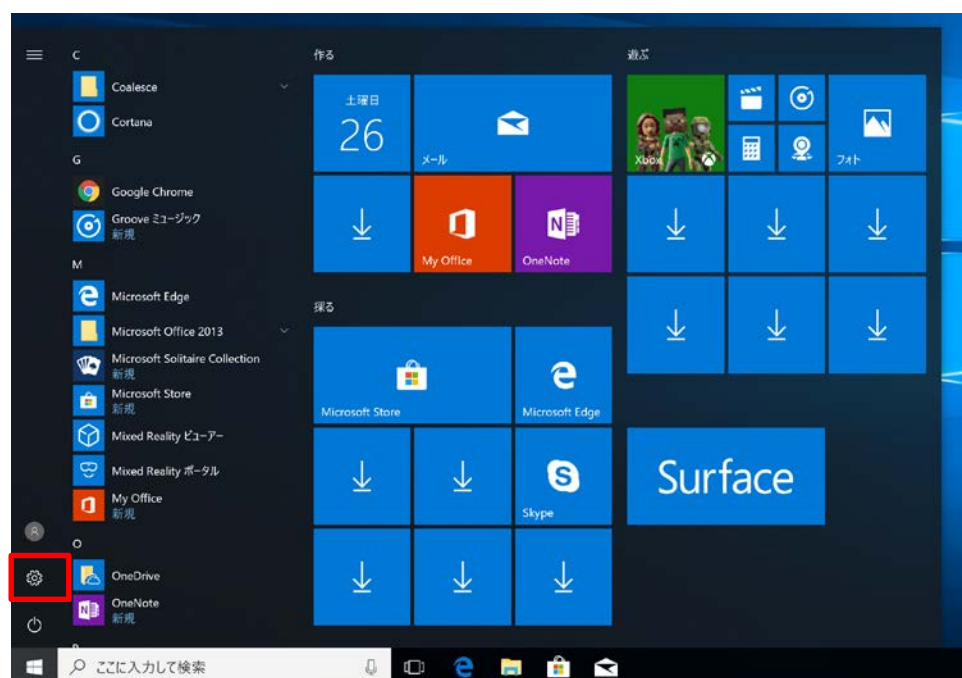 C
Coalesce
Cortana
G
Google Chrome
Groove ミュージック
新規
M
Microsoft Edge
Microsoft Office 2013
Microsoft Solitaire Collection
新規
Microsoft Store
新規
Mixed Reality ビューアー
Mixed Reality ポータル
My Office
新規
O
OneDrive
OneNote
新規
作る
土曜日
26
メール
My Office
OneNote
探る
Microsoft Store
Microsoft Edge
Skype
遊ぶ
Xbox
フォト
Surface
ここに入力して検索